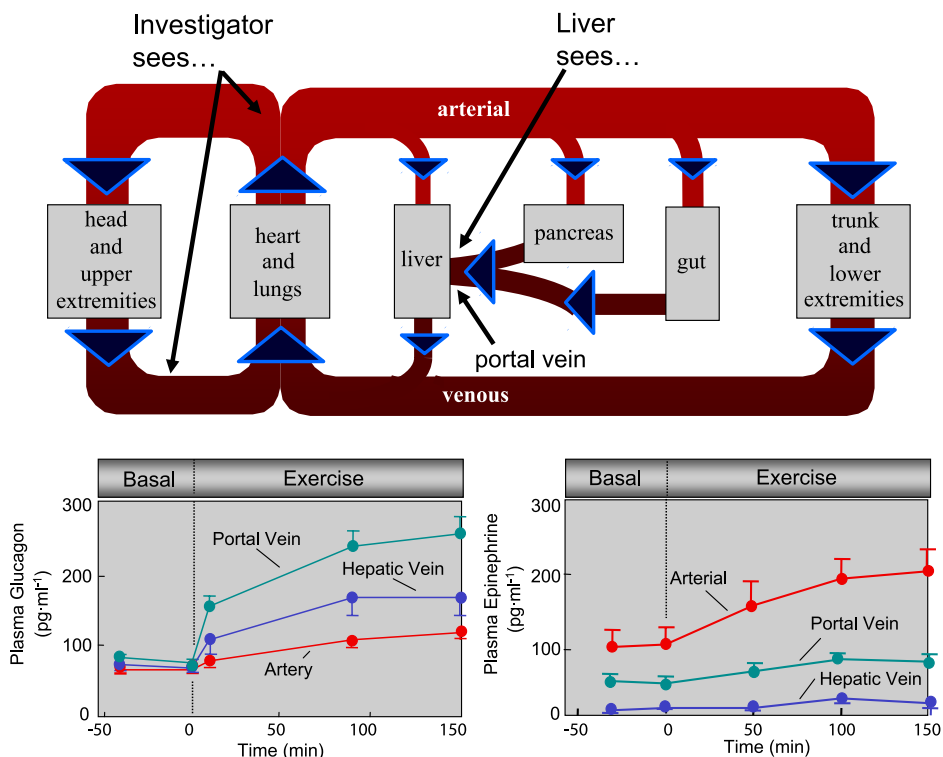 Investigator
sees…
Liver
sees…
arterial
head
and
upper
extremities
heart
and
lungs
liver
pancreas
gut
trunk
and
lower
extremities
portal vein
venous
Basal
Exercise
300
200
100
0
Plasma Glucagon
(pg·ml-1)
Portal Vein
Hepatic Vein
Artery
-50
0
50
100
150
Time (min)
Basal
Exercise
300
200
100
0
Plasma Epinephrine
(pg·ml-1)
Arterial
Portal Vein
Hepatic Vein
-50
0
50
100
150
Time (min)